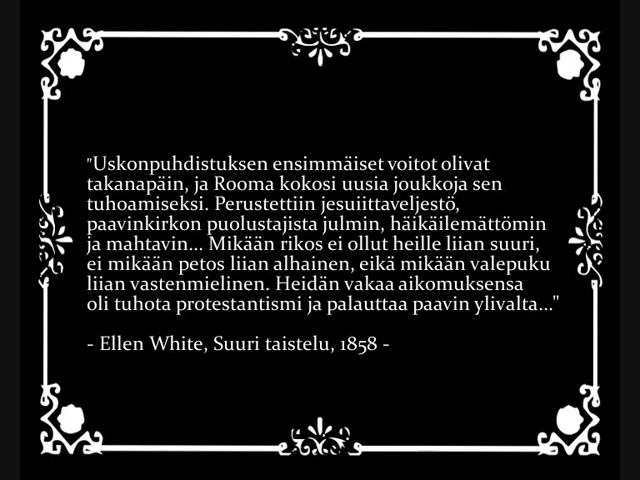 "Uskonpuhdistuksen ensimmäiset voitot olivat
takanapäin, ja Rooma kokosi uusia joukkoja sen
tuhoamiseksi. Perustettiin jesuiittaveljestö,
paavinkirkon puolustajista julmin, häikäilemättömin
ja mahtavin... Mikään rikos ei ollut heille liian suuri,
ei mikään petos liian alhainen, eikä mikään valepuku
liian vastenmielinen. Heidän vakaa aikomuksensa
oli tuhota protestantismi ja palauttaa paavin ylivalta..."
- Ellen White, Suuri taistelu, 1858 -